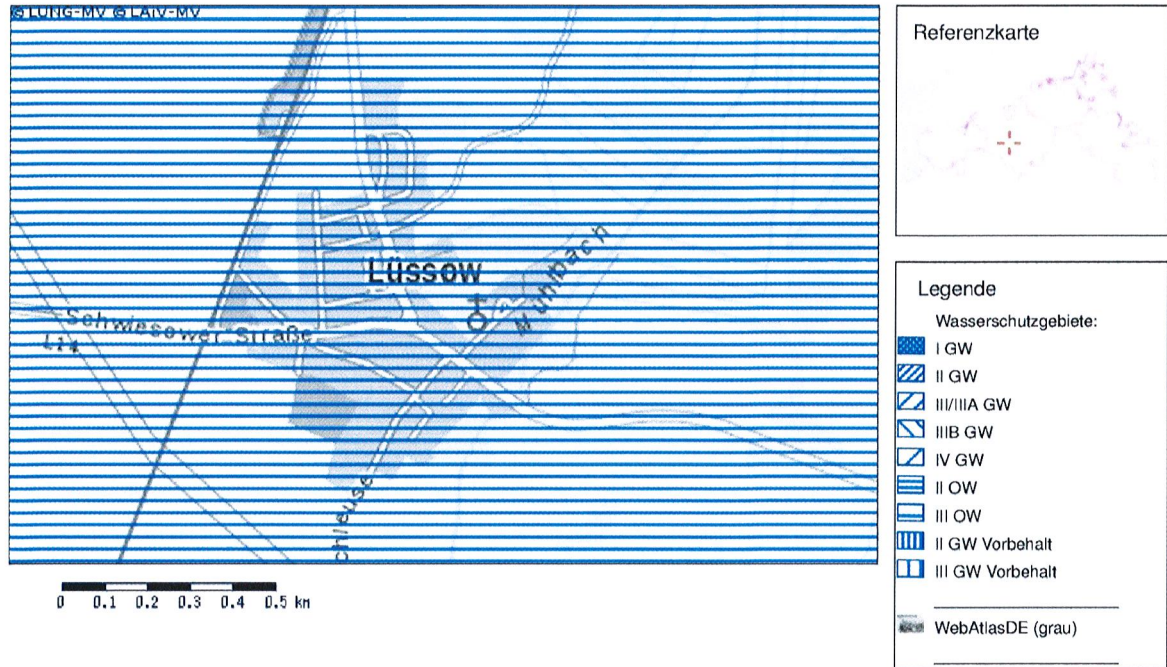 © LUNG-MV © LAiV-MV
Lüssow
Mühlbach
Schwiesower Straße
L14
chleuse
0 0.1 0.2 0.3 0.4 0.5 km
Referenzkarte
Legende
Wasserschutzgebiete:
I GW
II GW
III/IIIA GW
IIIB GW
IV GW
II OW
III OW
II GW Vorbehalt
III GW Vorbehalt
WebAtlasDE (grau)